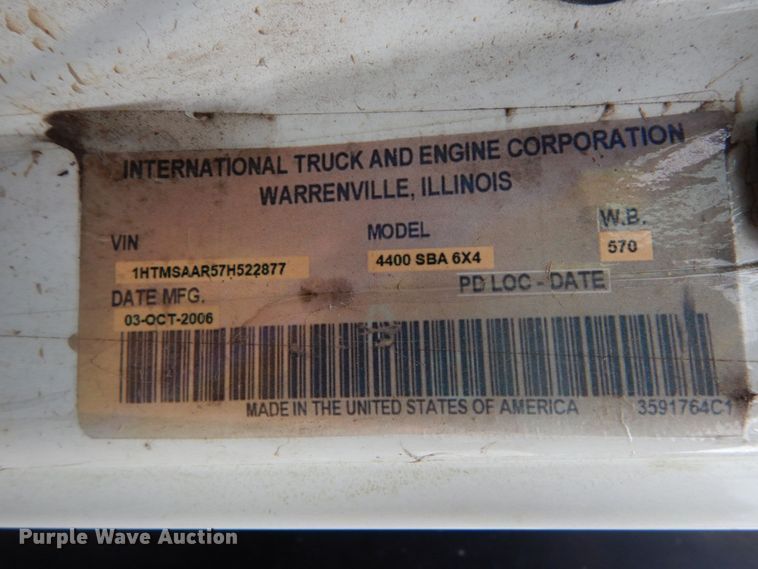 INTERNATIONAL TRUCK AND ENGINE CORPORATION
WARRENVILLE, ILLINOIS
VIN MODEL W.B.
1HTMSAAR57H522877 4400 SBA 6X4 570
DATE MFG. PD LOC - DATE
03-OCT-2006
MADE IN THE UNITED STATES OF AMERICA 3591764C1
Purple Wave Auction